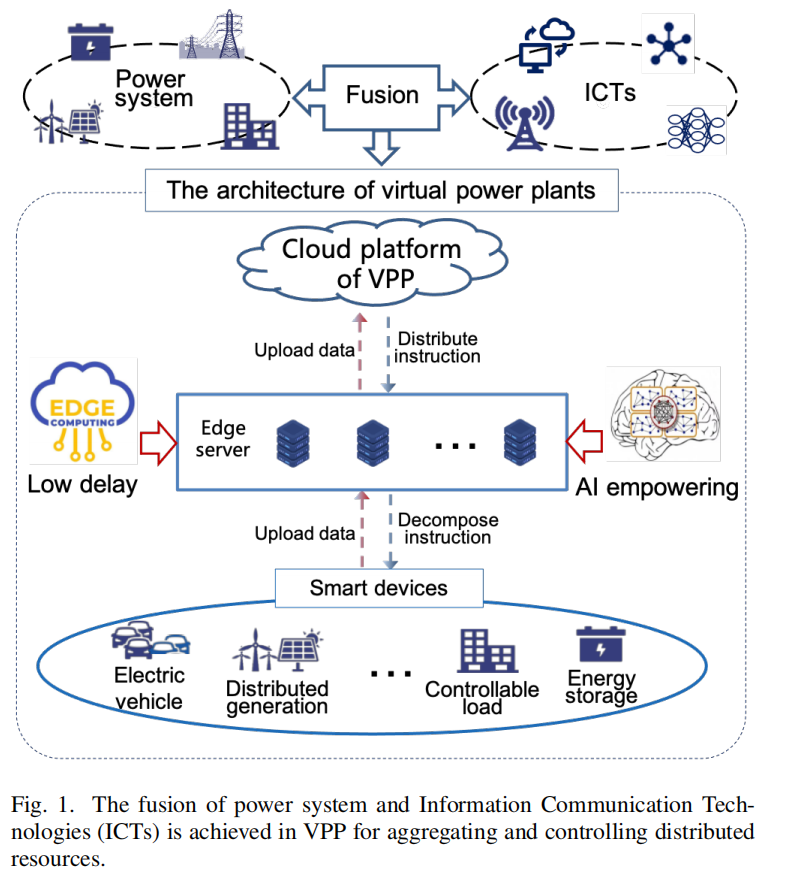 Power
system
Fusion
ICTs
The architecture of virtual power plants
Cloud platform
of VPP
Upload data
Distribute
instruction
EDGE
COMPUTING
Low delay
Edge
server
...
AI empowering
Upload data
Decompose
instruction
Smart devices
Electric
vehicle
Distributed
generation
...
Controllable
load
Energy
storage
Fig. 1. The fusion of power system and Information Communication Tech-
nologies (ICTs) is achieved in VPP for aggregating and controlling distributed
resources.